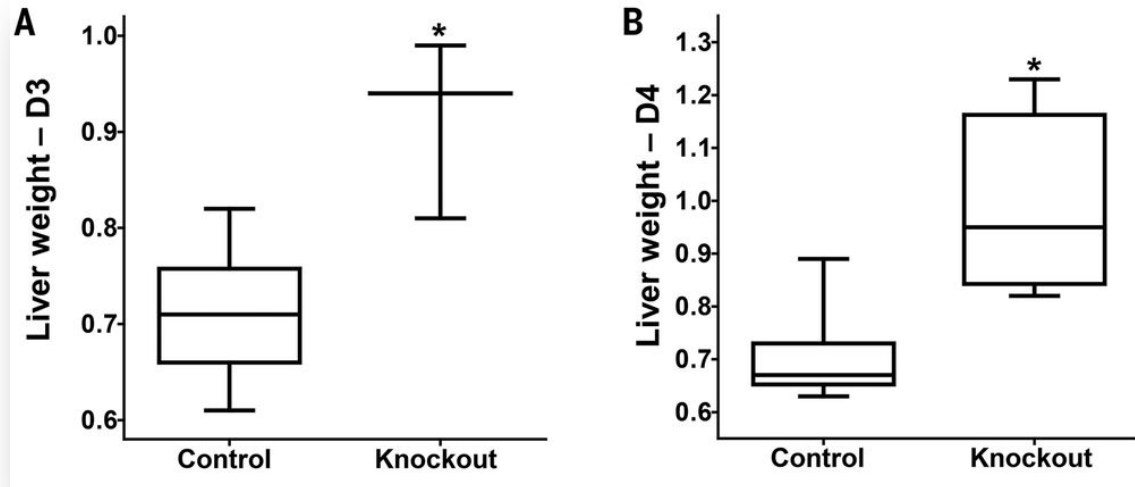 A
Liver weight – D3
1.0
0.9
0.8
0.7
0.6
*
Control
Knockout
B
Liver weight – D4
1.3
1.2
1.1
1.0
0.9
0.8
0.7
0.6
*
Control
Knockout